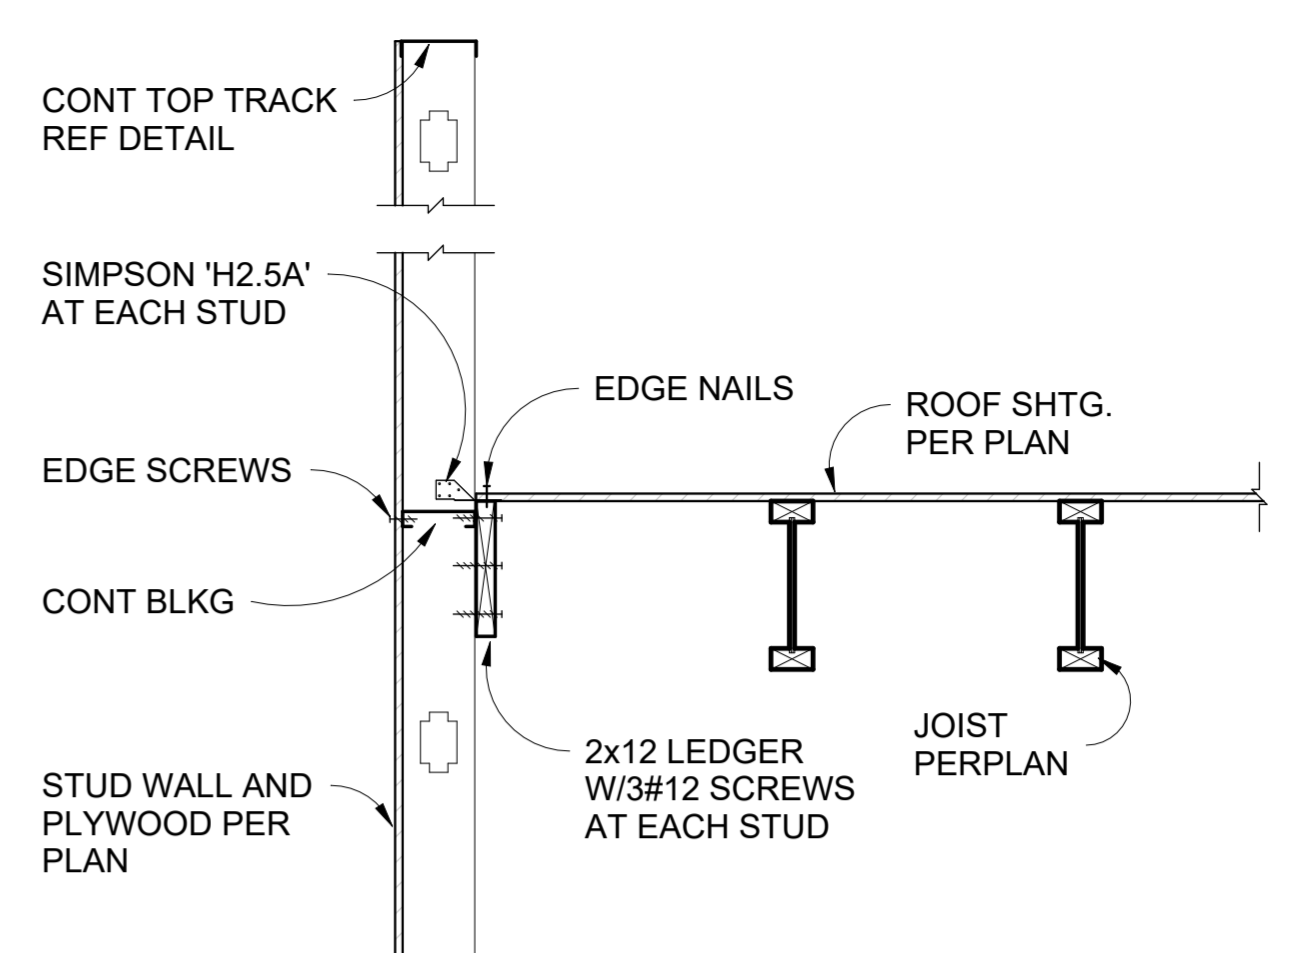 CONT TOP TRACK
REF DETAIL
SIMPSON 'H2.5A'
AT EACH STUD
EDGE NAILS
ROOF SHTG.
PER PLAN
EDGE SCREWS
CONT BLKG
JOIST
PERPLAN
2x12 LEDGER
W/3#12 SCREWS
AT EACH STUD
STUD WALL AND
PLYWOOD PER
PLAN